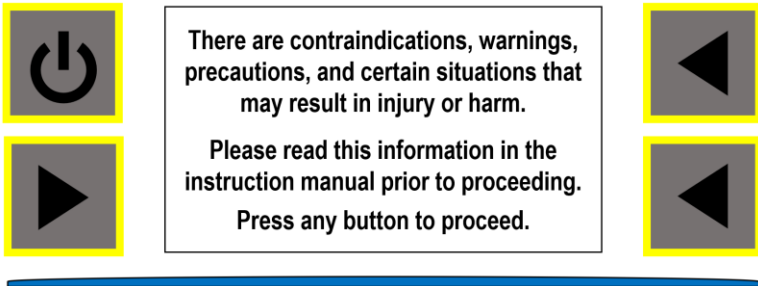 There are contraindications, warnings,
precautions, and certain situations that
may result in injury or harm.
Please read this information in the
instruction manual prior to proceeding.
Press any button to proceed.